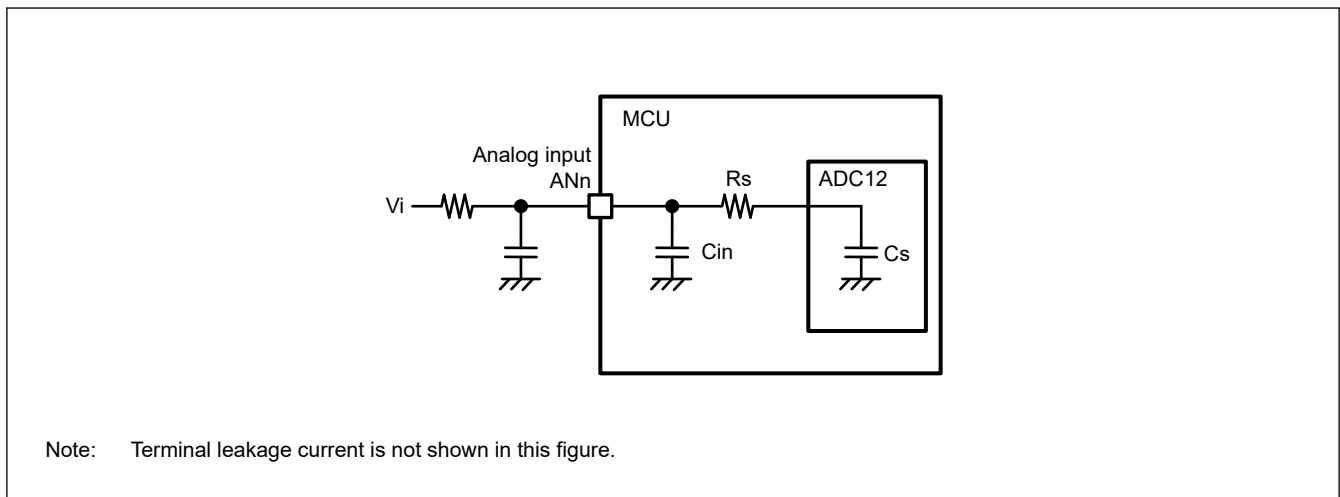 MCU
Analog input
ANn
Rs
ADC12
Vi
Cin
Cs
Note: Terminal leakage current is not shown in this figure.